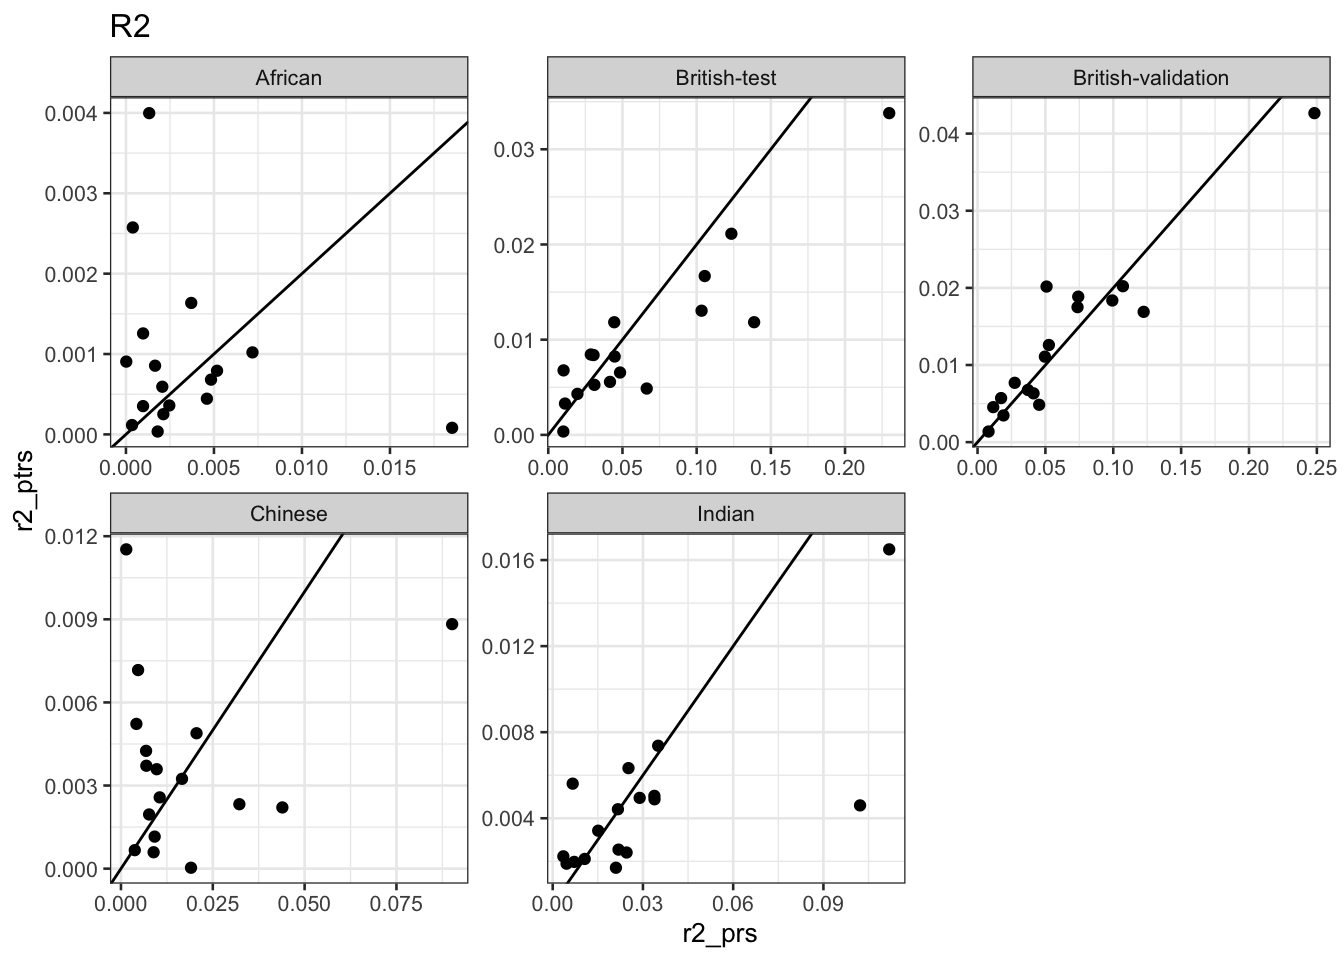 R2
African
British-test
British-validation
0.004
0.003
0.002
0.001
0.000
0.03
0.02
0.01
0.00
0.04
0.03
0.02
0.01
0.00
0.000 0.005 0.010 0.015
0.00 0.05 0.10 0.15 0.20
0.00 0.05 0.10 0.15 0.20 0.25
r2_ptrs
Chinese
Indian
0.012
0.009
0.006
0.003
0.000
0.016
0.012
0.008
0.004
0.000 0.025 0.050 0.075
0.00 0.03 0.06 0.09
r2_prs